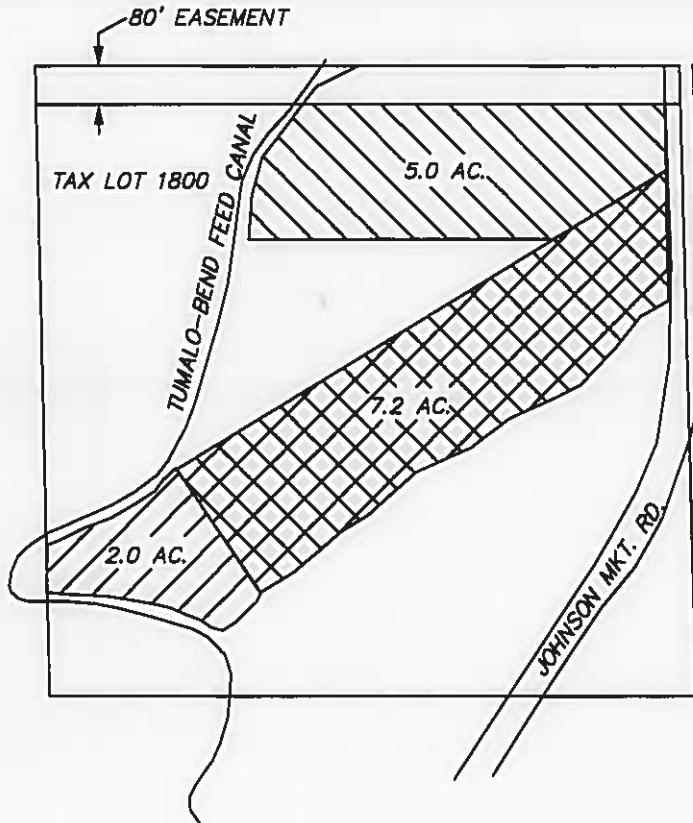 80' EASEMENT
TAX LOT 1800
TUMALO-BEND FEED CANAL
5.0 AC.
7.2 AC.
2.0 AC.
JOHNSON MKT. RD.